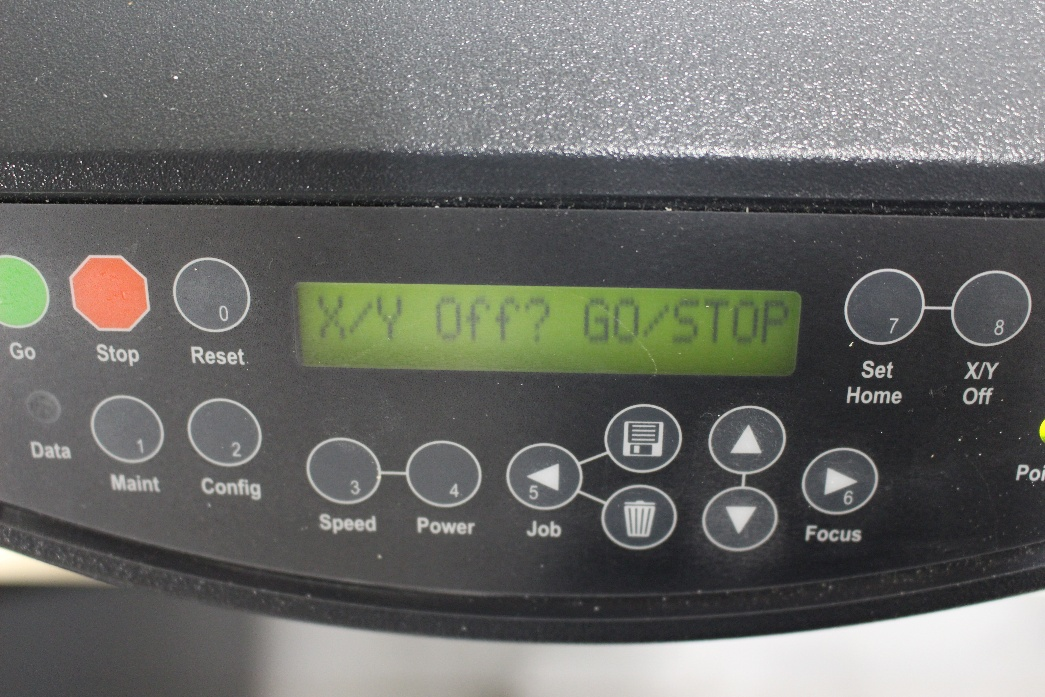 X/Y Off? GO/STOP
Go
Stop
0
Reset
7
Set
Home
8
X/Y
Off
Data
1
Maint
2
Config
3
Speed
4
Power
5
Job
6
Focus